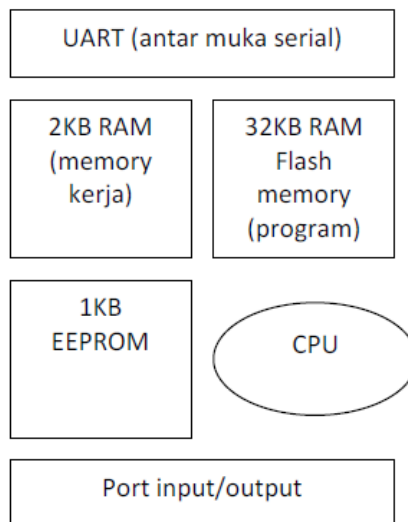 UART (antar muka serial)
2KB RAM
(memory
kerja)
32KB RAM
Flash
memory
(program)
1KB
EEPROM
CPU
Port input/output